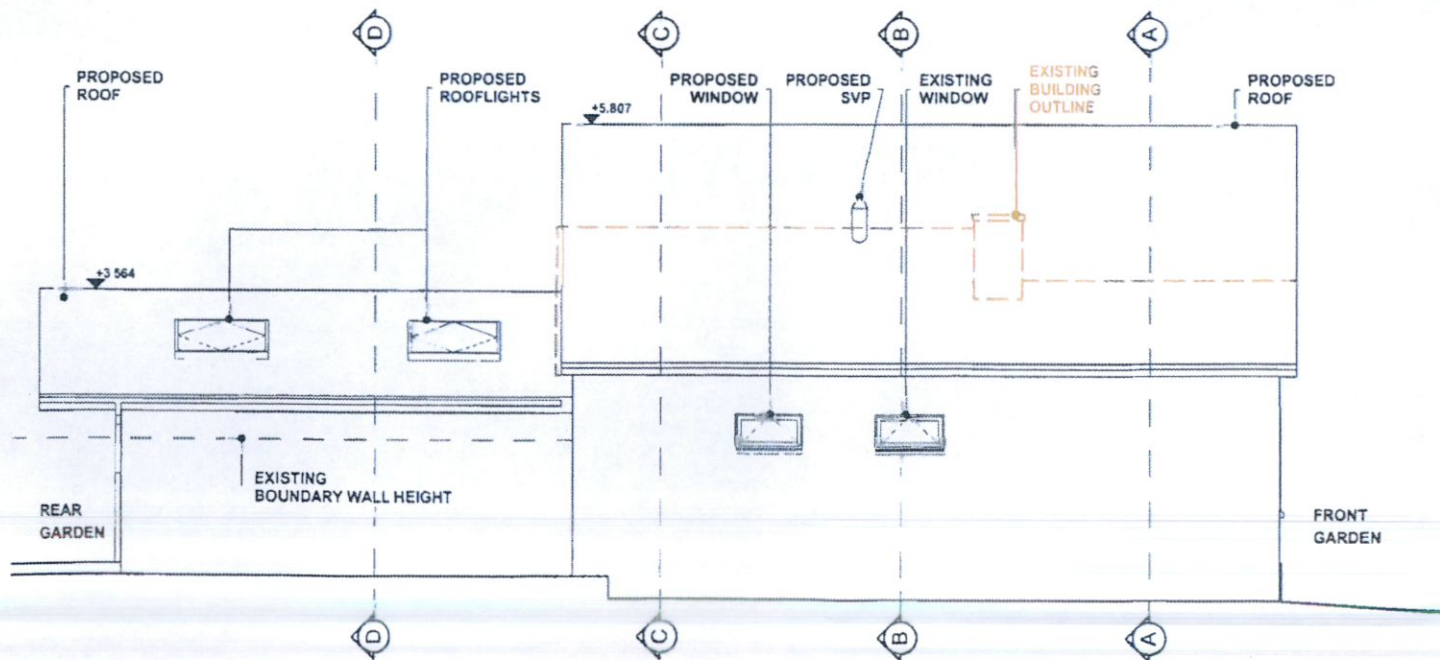 D
C
B
A
PROPOSED
ROOF
PROPOSED
ROOFLIGHTS
PROPOSED
WINDOW
PROPOSED
SVP
EXISTING
WINDOW
EXISTING
BUILDING
OUTLINE
PROPOSED
ROOF
+5.807
+3 564
EXISTING
BOUNDARY WALL HEIGHT
REAR
GARDEN
FRONT
GARDEN
D
C
B
A